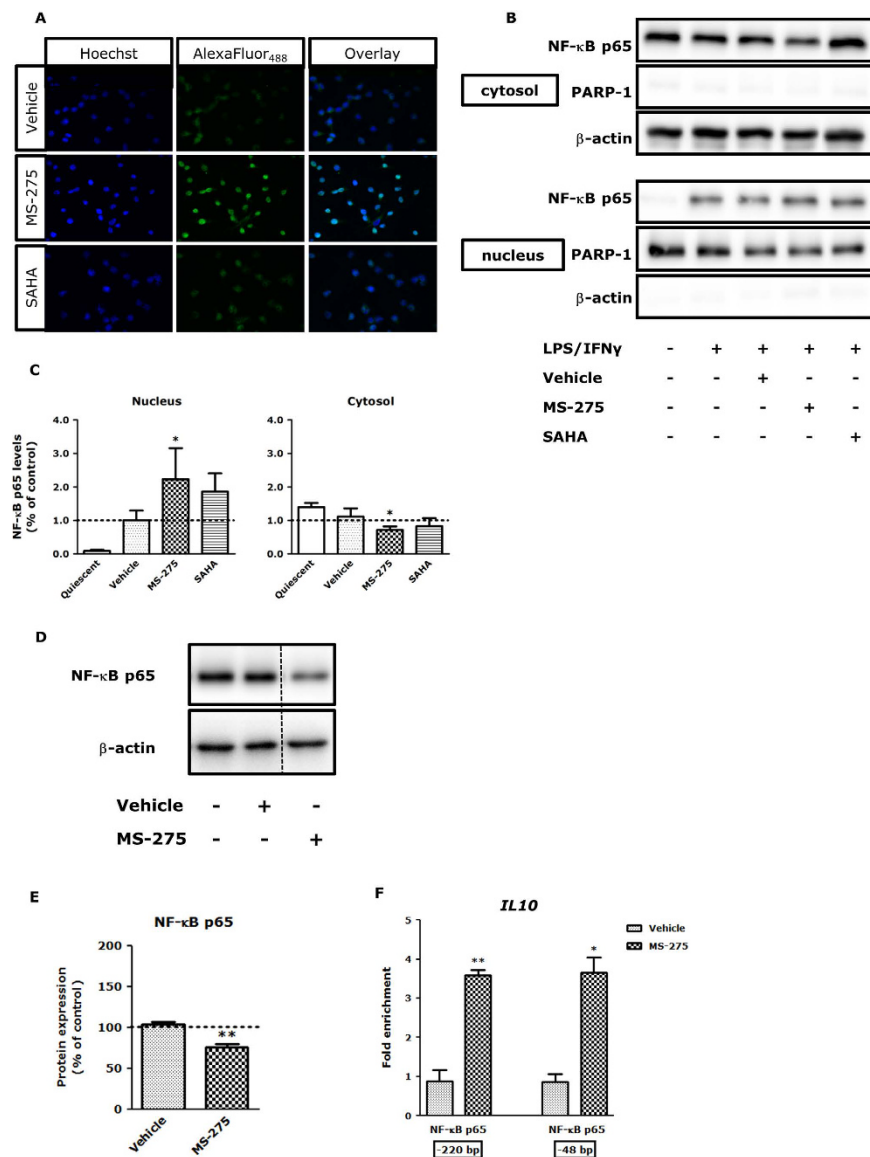 A
Hoechst AlexaFluor488 Overlay
Vehicle
MS-275
SAHA
B
NF-κB p65
cytosol PARP-1
β-actin
NF-κB p65
nucleus PARP-1
β-actin
LPS/IFNγ - + + + +
Vehicle - - + - -
MS-275 - - - + -
SAHA - - - - +
C
Nucleus
NF-κB p65 levels
(% of control)
4.0
3.0
2.0
1.0
0.0
*
Quiescent Vehicle MS-275 SAHA
Cytosol
4.0
3.0
2.0
1.0
0.0
*
Quiescent Vehicle MS-275 SAHA
D
NF-κB p65
β-actin
Vehicle - + -
MS-275 - - +
E
NF-κB p65
Protein expression
(% of control)
200
150
100
50
0
**
Vehicle MS-275
F
IL10
Vehicle
MS-275
Fold enrichment
5
4
3
2
1
0
** *
NF-κB p65 NF-κB p65
-220 bp -48 bp